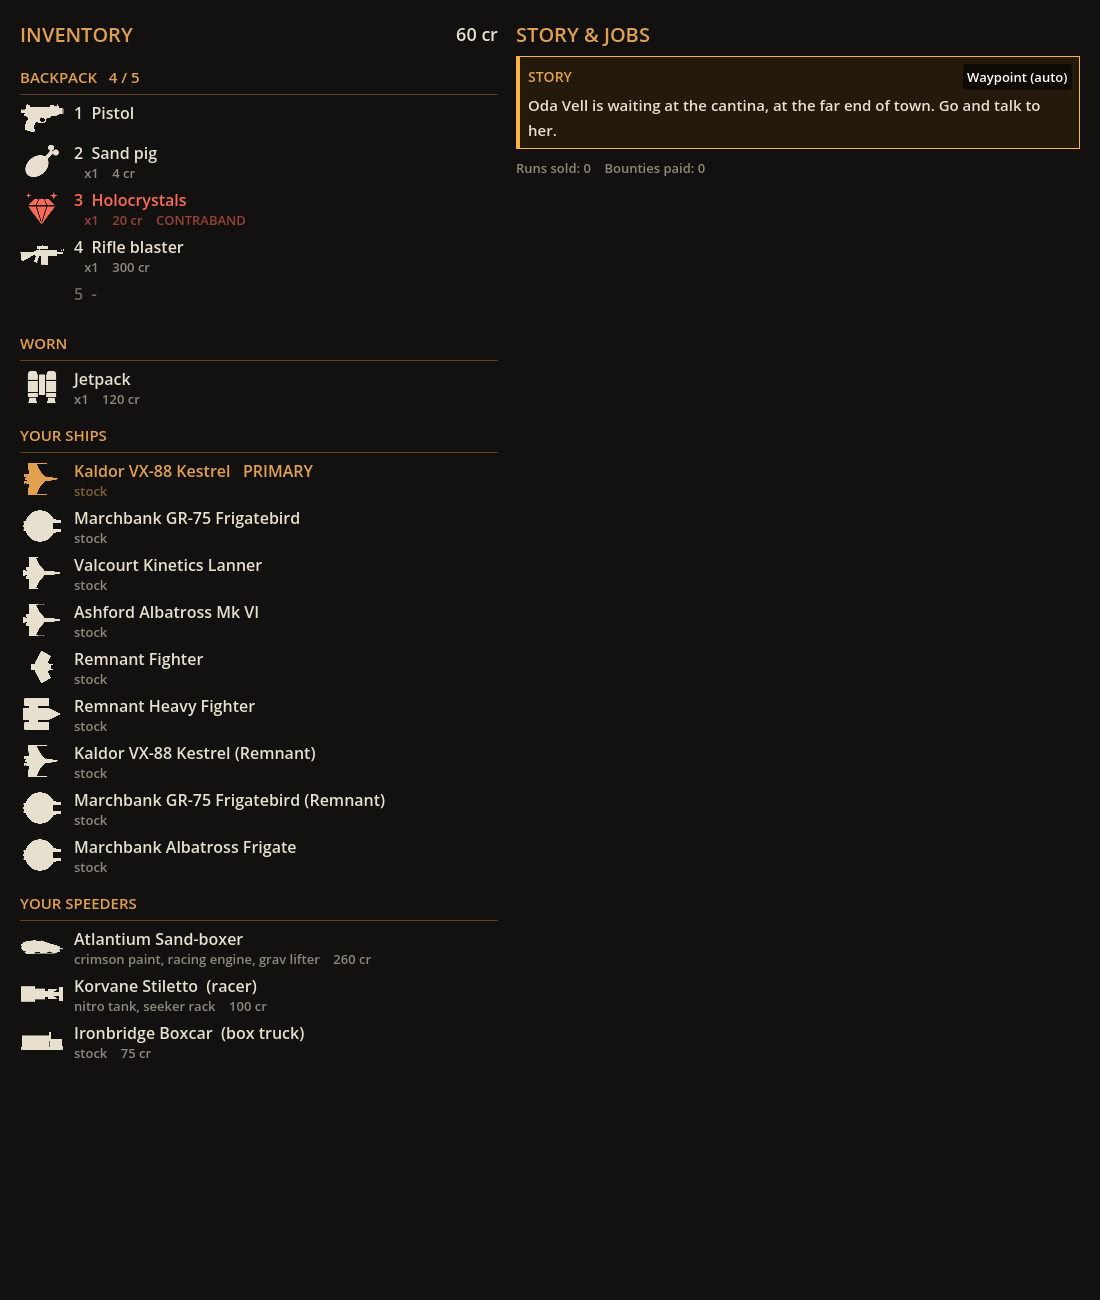 INVENTORY 60 cr
BACKPACK 4 / 5
1 Pistol
2 Sand pig
x1 4 cr
3 Holocrystals
x1 20 cr CONTRABAND
4 Rifle blaster
x1 300 cr
5 -
WORN
Jetpack
x1 120 cr
YOUR SHIPS
Kaldor VX-88 Kestrel PRIMARY
stock
Marchbank GR-75 Frigatebird
stock
Valcourt Kinetics Lanner
stock
Ashford Albatross Mk VI
stock
Remnant Fighter
stock
Remnant Heavy Fighter
stock
Kaldor VX-88 Kestrel (Remnant)
stock
Marchbank GR-75 Frigatebird (Remnant)
stock
Marchbank Albatross Frigate
stock
YOUR SPEEDERS
Atlantium Sand-boxer
crimson paint, racing engine, grav lifter 260 cr
Korvane Stiletto (racer)
nitro tank, seeker rack 100 cr
Ironbridge Boxcar (box truck)
stock 75 cr
STORY & JOBS
STORY Waypoint (auto)
Oda Vell is waiting at the cantina, at the far end of town. Go and talk to
her.
Runs sold: 0 Bounties paid: 0